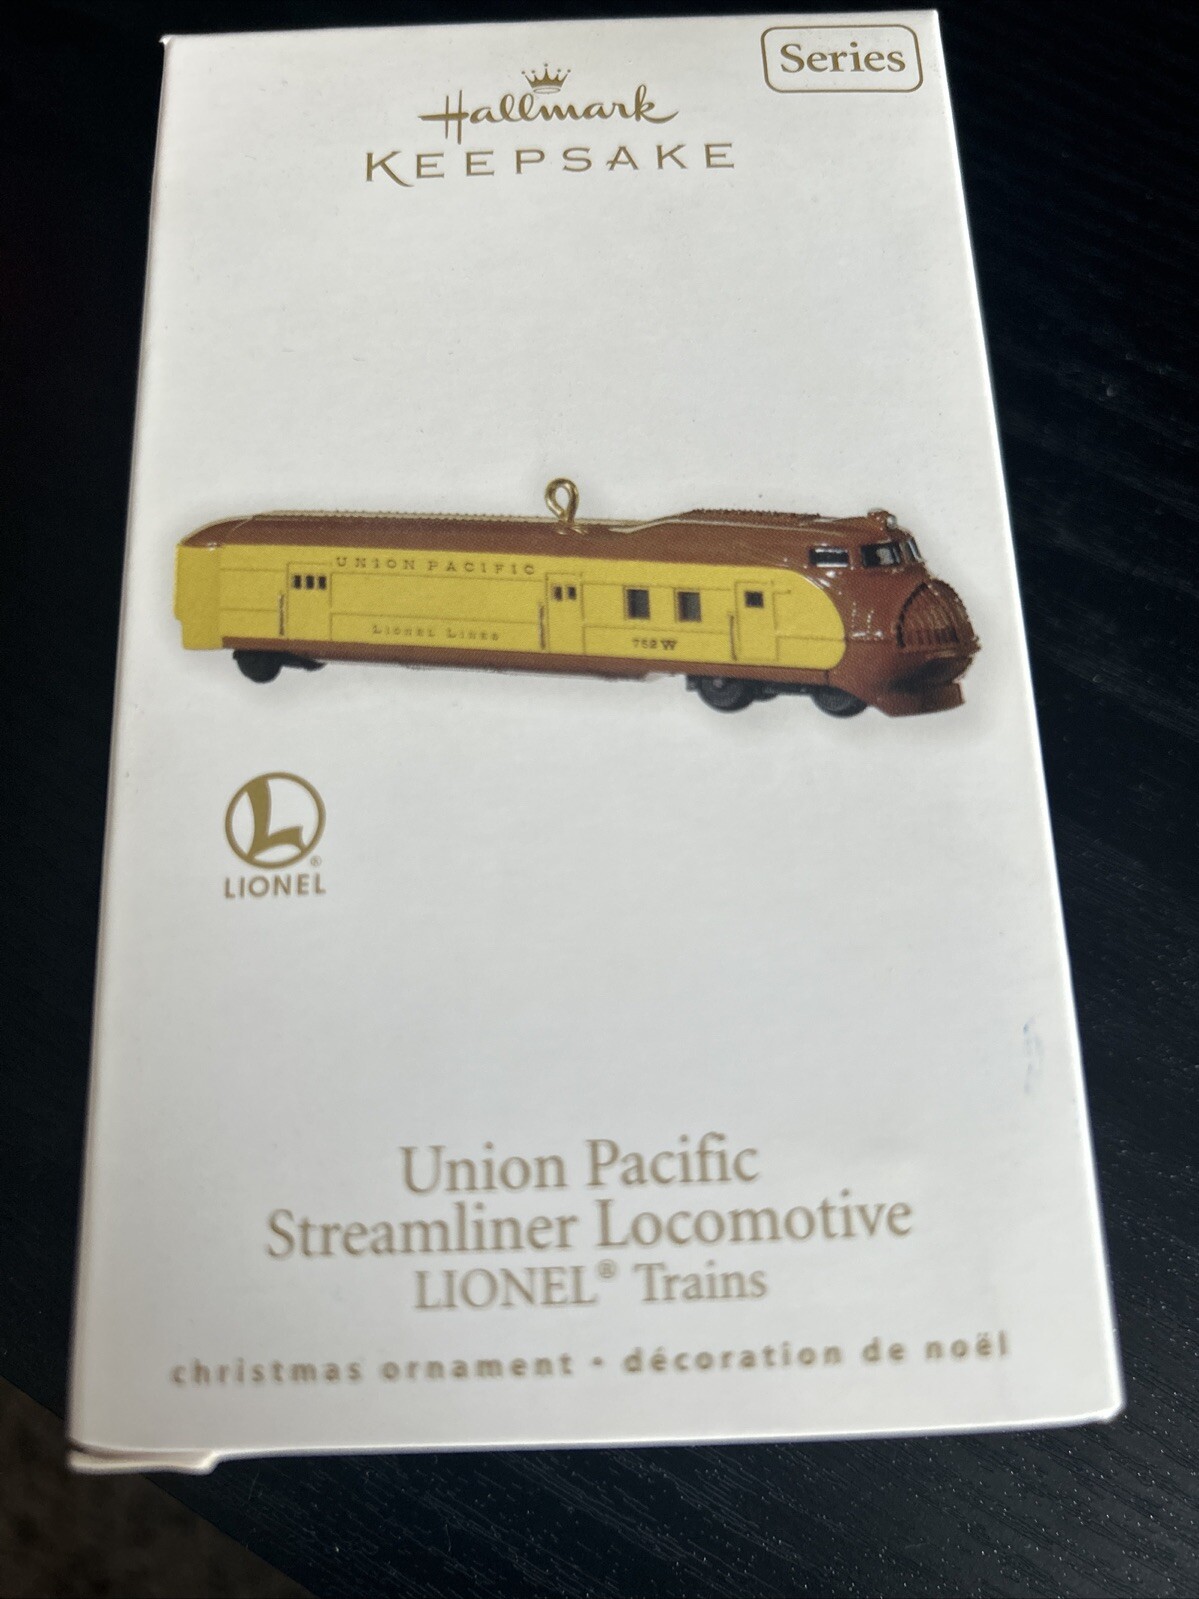 Series
Hallmark
KEEPSAKE
UNION PACIFIC
LIONEL LINES
752W
L
®
LIONEL
Union Pacific
Streamliner Locomotive
LIONEL® Trains
christmas ornament • décoration de noël